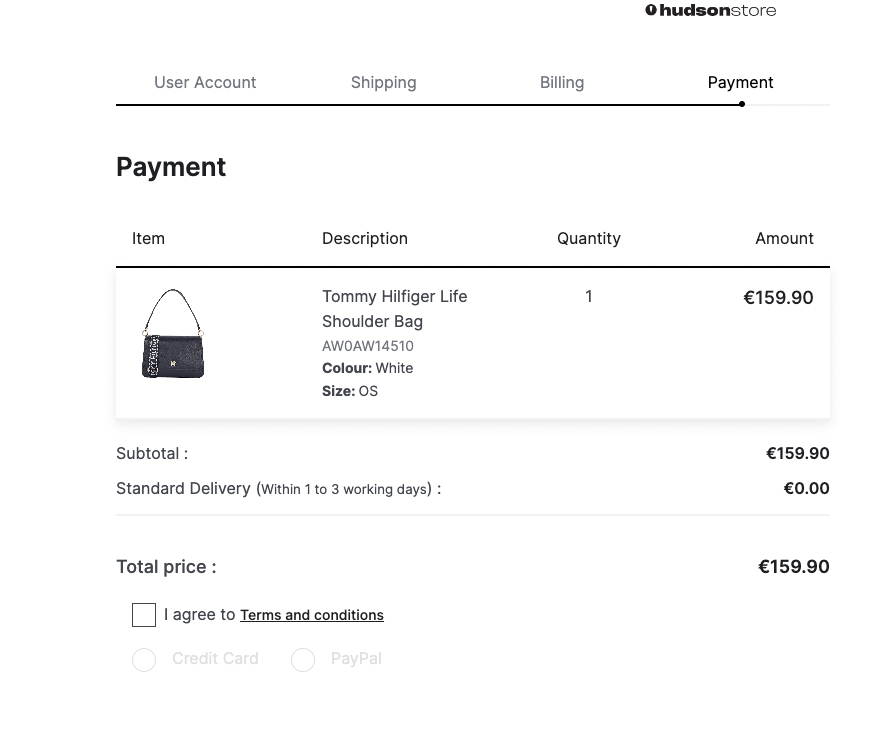 hudsonstore
User Account Shipping Billing Payment
Payment
Item Description Quantity Amount
Tommy Hilfiger Life 1 €159.90
Shoulder Bag
AW0AW14510
Colour: White
Size: OS
Subtotal : €159.90
Standard Delivery (Within 1 to 3 working days) : €0.00
Total price : €159.90
I agree to Terms and conditions
Credit Card PayPal